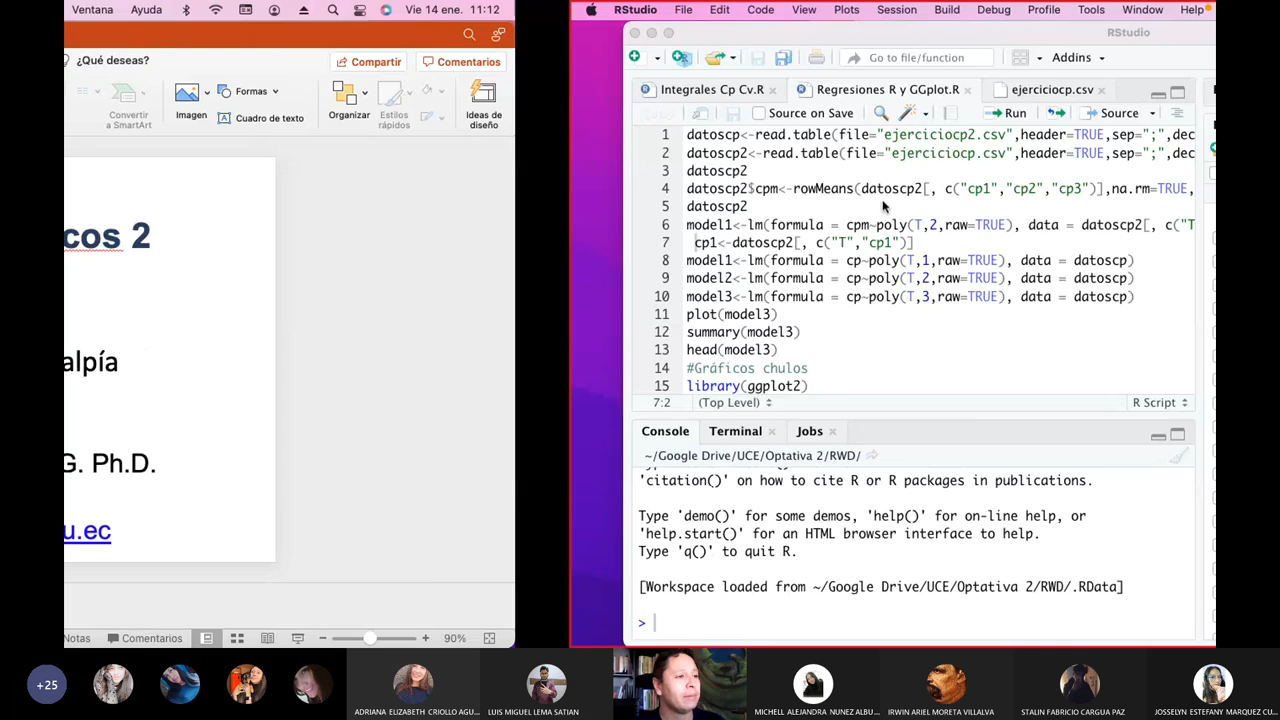 Ventana Ayuda Vie 14 ene. 11:12
¿Qué deseas? Compartir Comentarios
Convertir a SmartArt
Imagen
Formas
Cuadro de texto
Organizar
Estilos rápidos
Ideas de diseño
icos 2
alpía
G. Ph.D.
u.ec
Notas Comentarios 90%
RStudio File Edit Code View Plots Session Build Debug Profile Tools Window Help
RStudio
Go to file/function Addins
Integrales Cp Cv.R Regresiones R y GGplot.R ejerciciocp.csv
Source on Save Run Source
1 datoscp<-read.table(file="ejerciciocp2.csv",header=TRUE,sep=";",dec
2 datoscp2<-read.table(file="ejerciciocp.csv",header=TRUE,sep=";",dec
3 datoscp2
4 datoscp2$cpm<-rowMeans(datoscp2[, c("cp1","cp2","cp3")],na.rm=TRUE,
5 datoscp2
6 model1<-lm(formula = cpm~poly(T,2,raw=TRUE), data = datoscp2[, c("T
7 cp1<-datoscp2[, c("T","cp1")]
8 model1<-lm(formula = cp~poly(T,1,raw=TRUE), data = datoscp)
9 model2<-lm(formula = cp~poly(T,2,raw=TRUE), data = datoscp)
10 model3<-lm(formula = cp~poly(T,3,raw=TRUE), data = datoscp)
11 plot(model3)
12 summary(model3)
13 head(model3)
14 #Gráficos chulos
15 library(ggplot2)
7:2 (Top Level) R Script
Console Terminal Jobs
~/Google Drive/UCE/Optativa 2/RWD/
'citation()' on how to cite R or R packages in publications.
Type 'demo()' for some demos, 'help()' for on-line help, or
'help.start()' for an HTML browser interface to help.
Type 'q()' to quit R.
[Workspace loaded from ~/Google Drive/UCE/Optativa 2/RWD/.RData]
>
+25
ADRIANA ELIZABETH CRIOLLO AGU...
LUIS MIGUEL LEMA SATIAN
MICHELL ALEJANDRA NUNEZ ALBU...
IRWIN ARIEL MORETA VILLALVA
STALIN FABRICIO CARGUA PAZ
JOSSELYN ESTEFANY MARQUEZ CU...